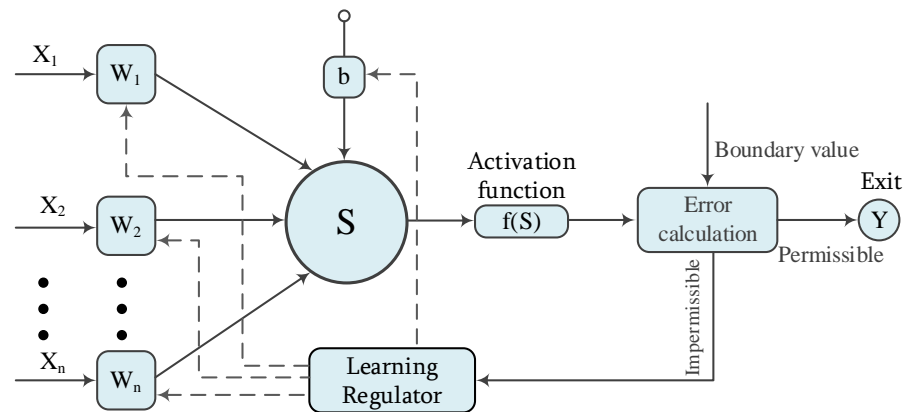 X1
W1
b
Boundary value
Activation
function
Exit
X2
W2
S
f(S)
Error
calculation
Y
Permissible
Impermissible
Xn
Wn
Learning
Regulator